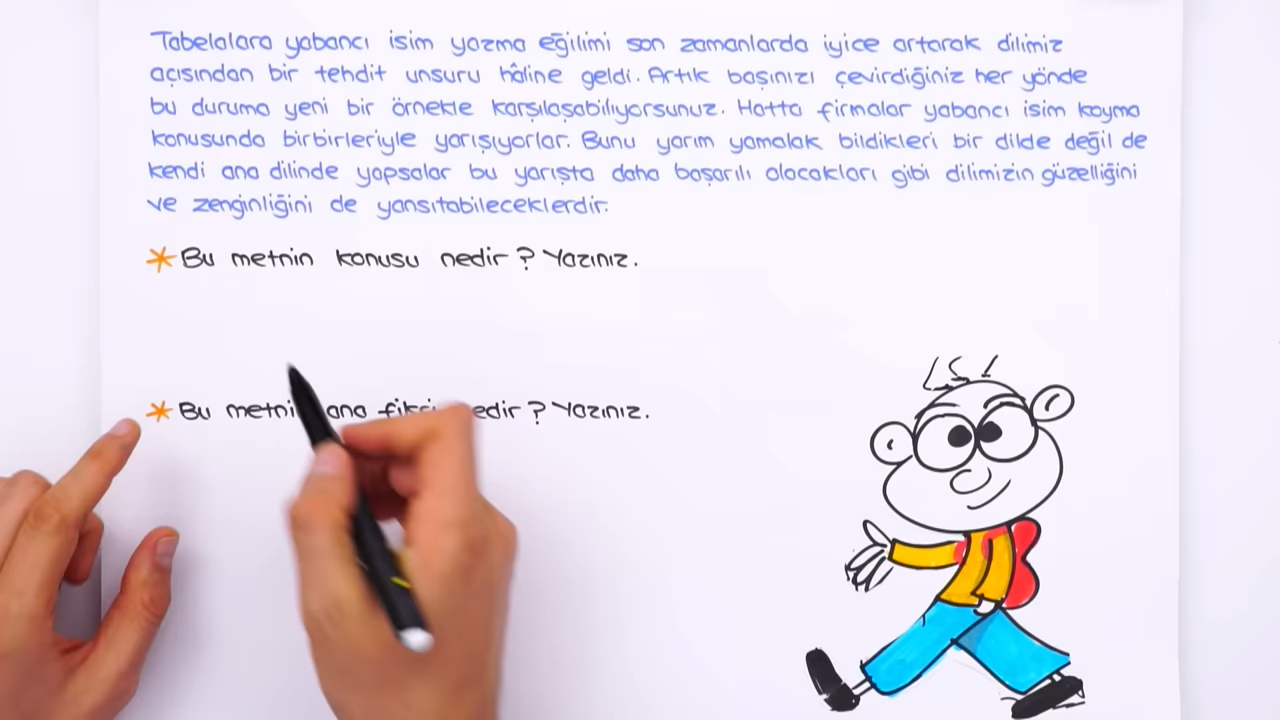 Tabelalara yabancı isim yazma eğilimi son zamanlarda iyice artarak dilimiz
açısından bir tehdit unsuru hâline geldi. Artık başınızı çevirdiğiniz her yönde
bu duruma yeni bir örnekle karşılaşabiliyorsunuz. Hatta firmalar yabancı isim koyma
konusunda birbirleriyle yarışıyorlar. Bunu yarım yamalak bildikleri bir dilde değil de
kendi ana dilinde yapsalar bu yarışta daha başarılı olacakları gibi dilimizin güzelliğini
ve zenginliğini de yansıtabileceklerdir.
* Bu metnin konusu nedir? Yazınız.
* Bu ana nedir? Yazınız.